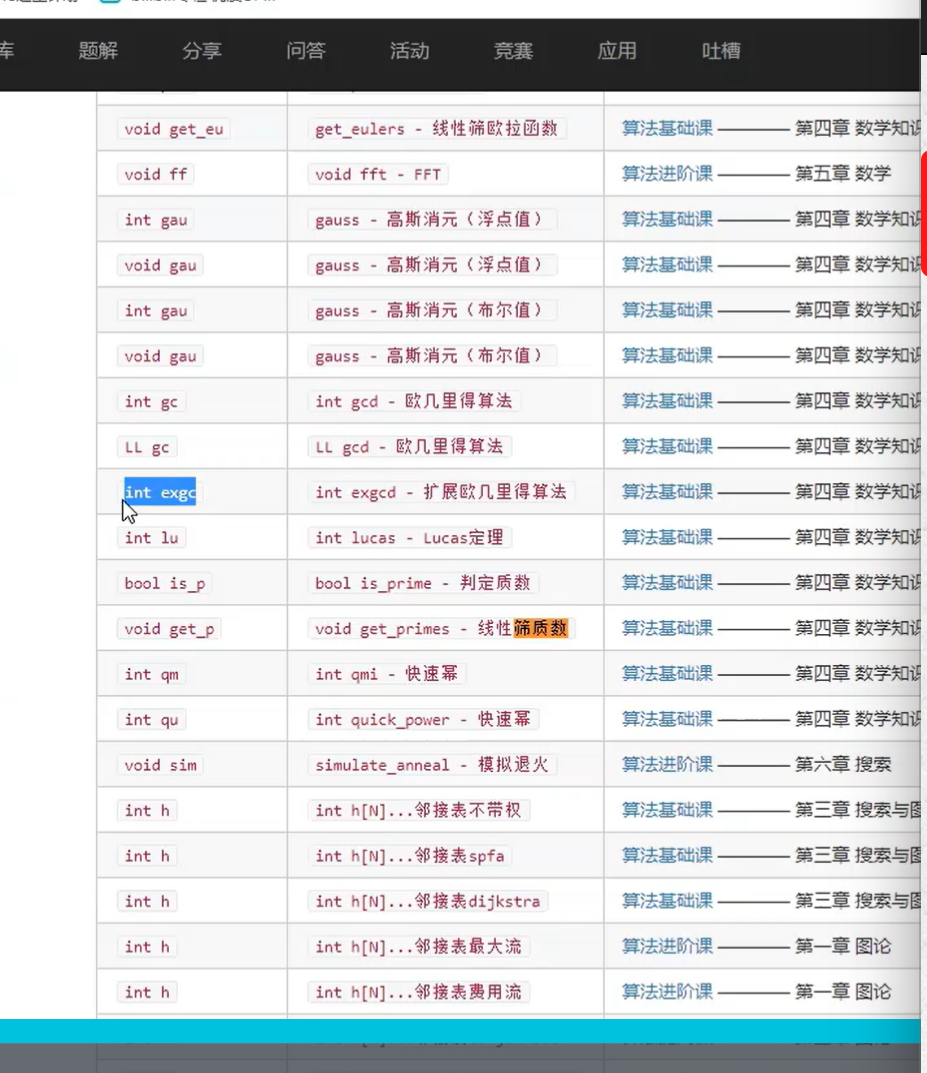 库 题解 分享 问答 活动 竞赛 应用 吐槽
void get_eu get_eulers - 线性筛欧拉函数 算法基础课 ———— 第四章 数学知识
void ff void fft - FFT 算法进阶课 ———— 第五章 数学
int gau gauss - 高斯消元（浮点值） 算法基础课 ———— 第四章 数学知识
void gau gauss - 高斯消元（浮点值） 算法基础课 ———— 第四章 数学知识
int gau gauss - 高斯消元（布尔值） 算法基础课 ———— 第四章 数学知识
void gau gauss - 高斯消元（布尔值） 算法基础课 ———— 第四章 数学知识
int gc int gcd - 欧几里得算法 算法基础课 ———— 第四章 数学知识
LL gc LL gcd - 欧几里得算法 算法基础课 ———— 第四章 数学知识
int exgc int exgcd - 扩展欧几里得算法 算法基础课 ———— 第四章 数学知识
int lu int lucas - Lucas定理 算法基础课 ———— 第四章 数学知识
bool is_p bool is_prime - 判定质数 算法基础课 ———— 第四章 数学知识
void get_p void get_primes - 线性筛质数 算法基础课 ———— 第四章 数学知识
int qm int qmi - 快速幂 算法基础课 ———— 第四章 数学知识
int qu int quick_power - 快速幂 算法基础课 ———— 第四章 数学知识
void sim simulate_anneal - 模拟退火 算法进阶课 ———— 第六章 搜索
int h int h[N]...邻接表不带权 算法基础课 ———— 第三章 搜索与图
int h int h[N]...邻接表spfa 算法基础课 ———— 第三章 搜索与图
int h int h[N]...邻接表dijkstra 算法基础课 ———— 第三章 搜索与图
int h int h[N]...邻接表最大流 算法进阶课 ———— 第一章 图论
int h int h[N]...邻接表费用流 算法进阶课 ———— 第一章 图论